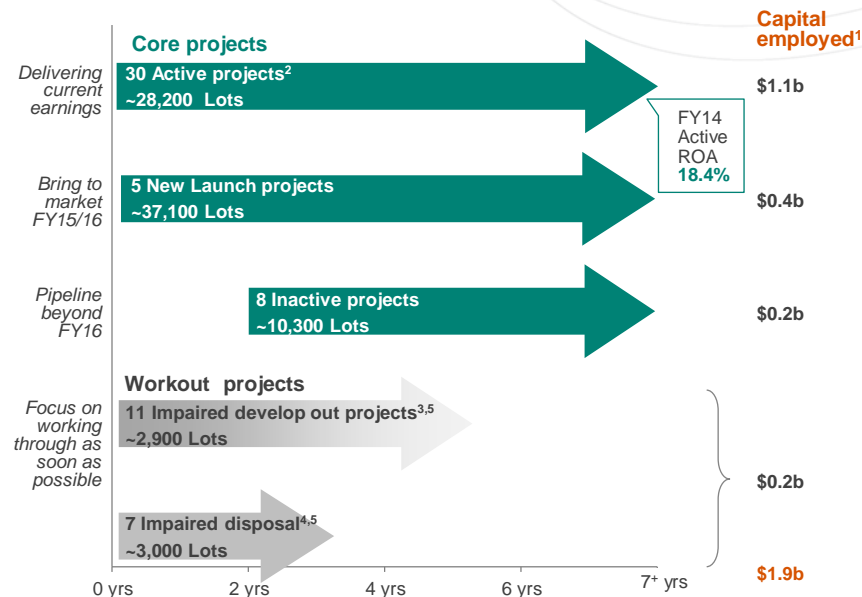 Capital
employed¹
Core projects
Delivering
current
earnings
30 Active projects²
~28,200 Lots
$1.1b
FY14
Active
ROA
18.4%
Bring to
market
FY15/16
5 New Launch projects
~37,100 Lots
$0.4b
Pipeline
beyond
FY16
8 Inactive projects
~10,300 Lots
$0.2b
Workout projects
Focus on
working
through as
soon as
possible
11 Impaired develop out projects³,⁵
~2,900 Lots
$0.2b
7 Impaired disposal⁴,⁵
~3,000 Lots
$1.9b
0 yrs
2 yrs
4 yrs
6 yrs
7⁺ yrs